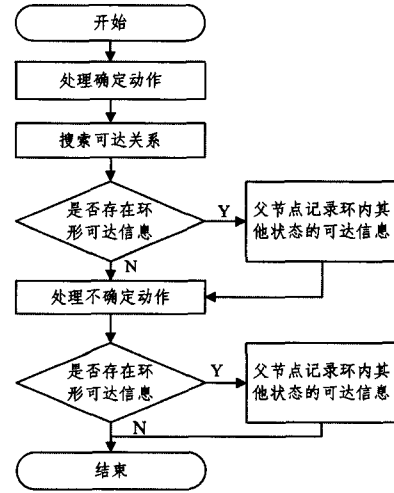 开始
处理确定动作
搜索可达关系
是否存在环
形可达信息
Y
父节点记录环内其
他状态的可达信息
N
处理不确定动作
是否存在环
形可达信息
Y
父节点记录环内其
他状态的可达信息
N
结束